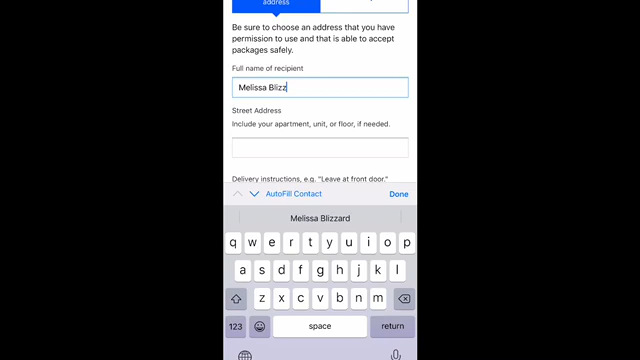 address
Be sure to choose an address that you have
permission to use and that is able to accept
packages safely.
Full name of recipient
Melissa Blizz
Street Address
Include your apartment, unit, or floor, if needed.
Delivery instructions, e.g. "Leave at front door."
AutoFill Contact
Done
Melissa Blizzard
q w e r t y u i o p
a s d f g h j k l
z x c v b n m
123
space
return